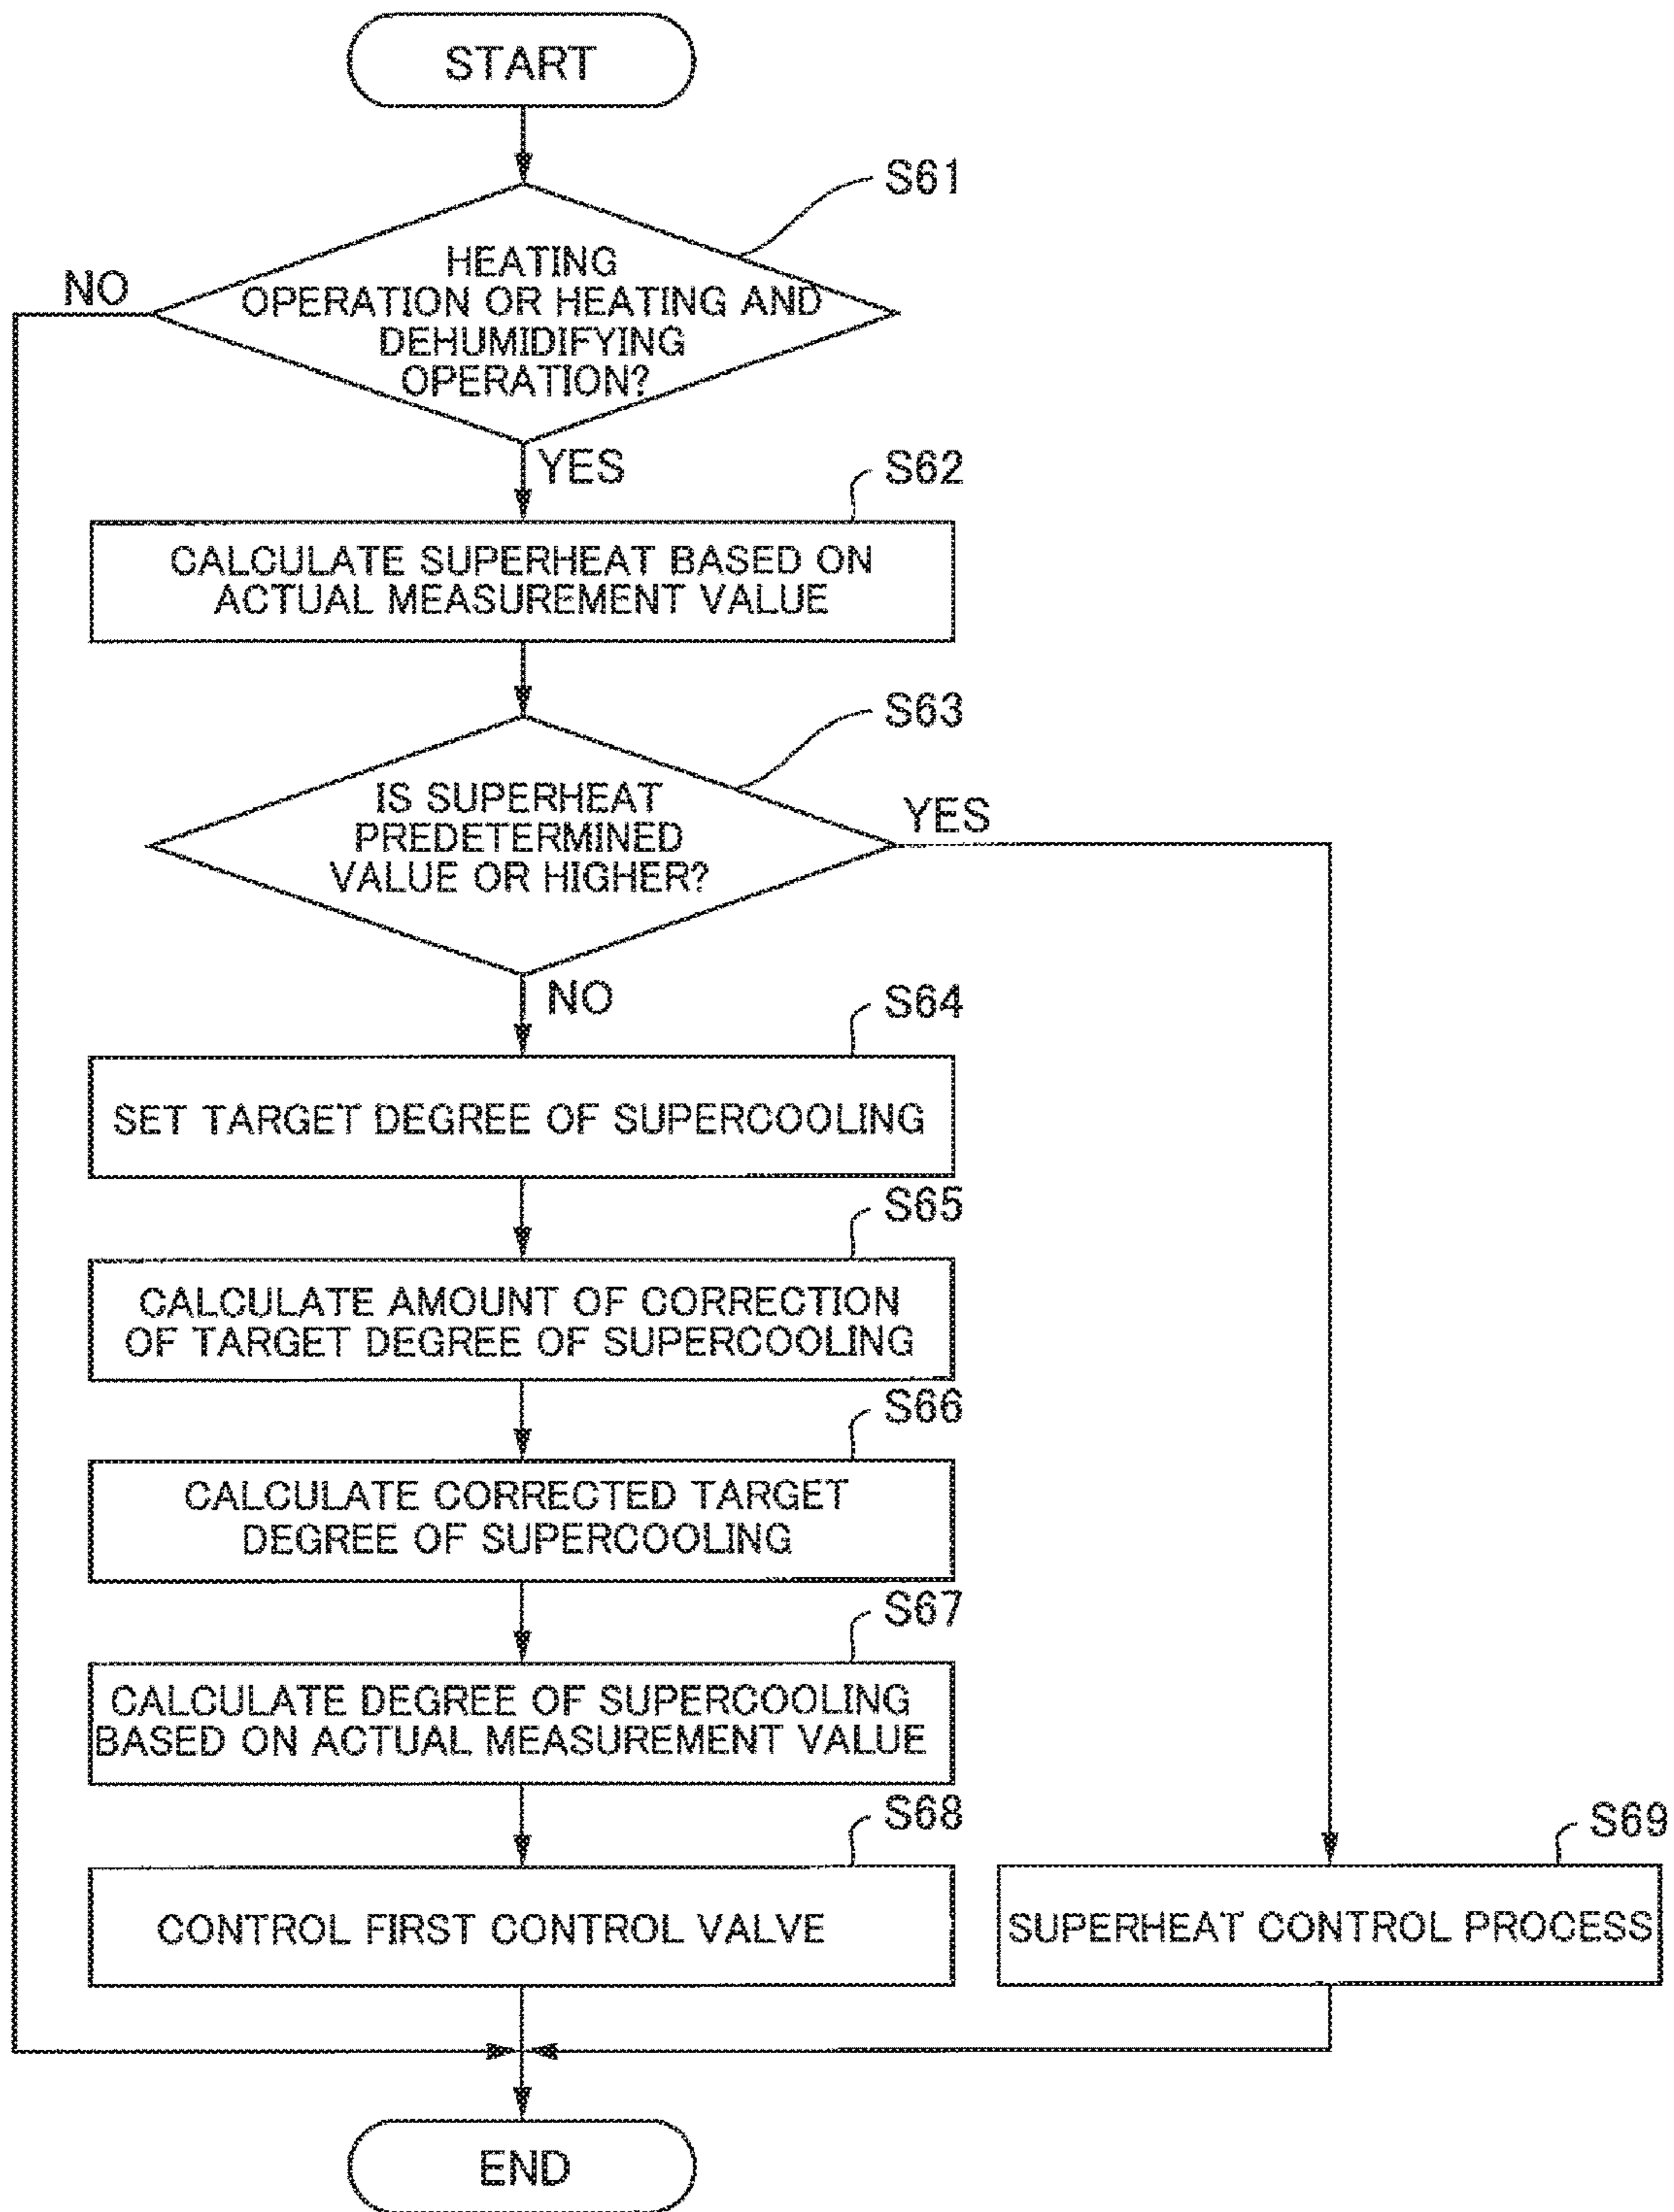 START
S61
HEATING
OPERATION OR HEATING AND
DEHUMIDIFYING
OPERATION?
NO
YES
S62
CALCULATE SUPERHEAT BASED ON
ACTUAL MEASUREMENT VALUE
S63
IS SUPERHEAT
PREDETERMINED
VALUE OR HIGHER?
YES
NO
S64
SET TARGET DEGREE OF SUPERCOOLING
S65
CALCULATE AMOUNT OF CORRECTION
OF TARGET DEGREE OF SUPERCOOLING
S66
CALCULATE CORRECTED TARGET
DEGREE OF SUPERCOOLING
S67
CALCULATE DEGREE OF SUPERCOOLING
BASED ON ACTUAL MEASUREMENT VALUE
S68
CONTROL FIRST CONTROL VALVE
S69
SUPERHEAT CONTROL PROCESS
END